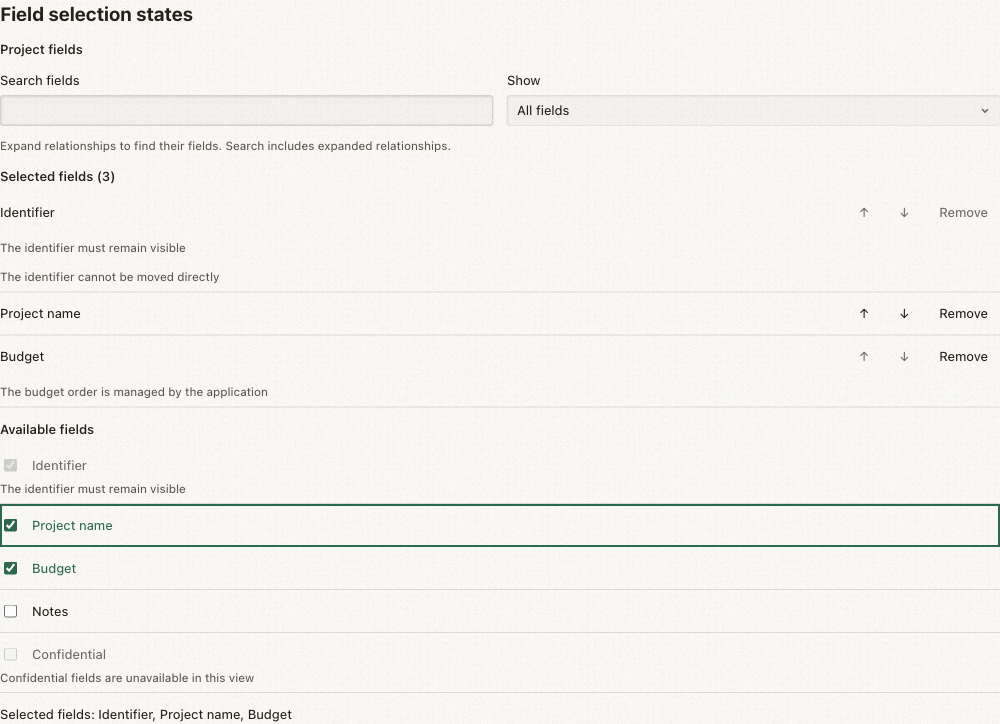 Field selection states
Project fields
Search fields
Show
All fields
Expand relationships to find their fields. Search includes expanded relationships.
Selected fields (3)
Identifier ↑ ↓ Remove
The identifier must remain visible
The identifier cannot be moved directly
Project name ↑ ↓ Remove
Budget ↑ ↓ Remove
The budget order is managed by the application
Available fields
Identifier
The identifier must remain visible
Project name
Budget
Notes
Confidential
Confidential fields are unavailable in this view
Selected fields: Identifier, Project name, Budget